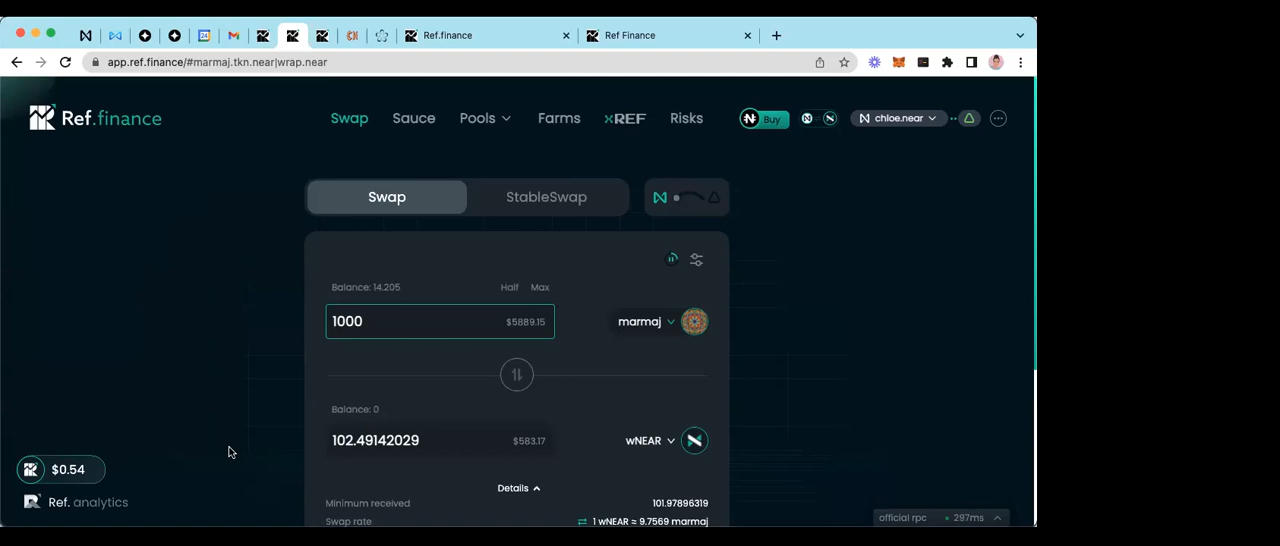 Ref.finance
Ref Finance
app.ref.finance/#marmaj.tkn.near|wrap.near
Ref.finance
Swap
Sauce
Pools
Farms
xREF
Risks
Buy
chloe.near
Swap
StableSwap
Balance: 14.205
Half
Max
1000
$5889.15
marmaj
Balance: 0
102.49142029
$583.17
wNEAR
Details
Minimum received
101.97896319
Swap rate
1 wNEAR ≈ 9.7569 marmaj
$0.54
Ref. analytics
official rpc
297ms